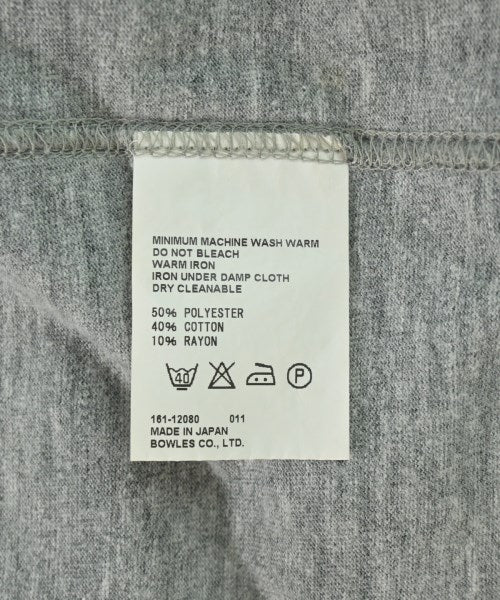 MINIMUM MACHINE WASH WARM
DO NOT BLEACH
WARM IRON
IRON UNDER DAMP CLOTH
DRY CLEANABLE
50% POLYESTER
40% COTTON
10% RAYON
40 P
161-12080 011
MADE IN JAPAN
BOWLES CO., LTD.